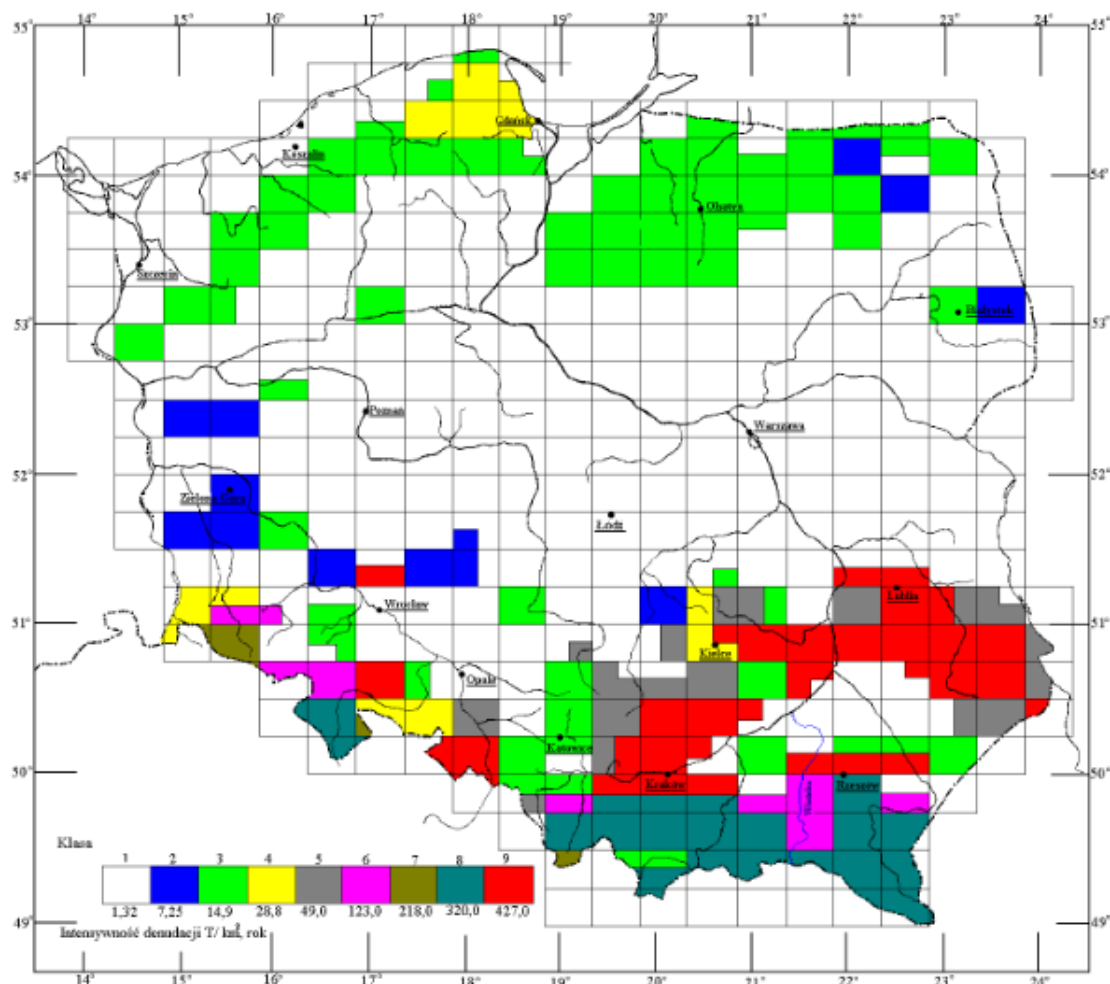 55° 14° 15° 16° 17° 18° 19° 20° 21° 22° 23° 24° 55°
Gdańsk
Koszalin
54° 54°
Olsztyn
Szczecin
53° Białystok 53°
Poznań
Warszawa
52° 52°
Zielona Góra
Łódź
Lublin
51° Wrocław 51°
Kielce
Opole
Katowice
50° Kraków Rzeszów 50°
Wisłoka
Klasa
1 2 3 4 5 6 7 8 9
1,32 7,25 14,9 28,8 49,0 123,0 218,0 320,0 427,0
49° 49°
Intensywność denudacji T/ km², rok
14° 15° 16° 17° 18° 19° 20° 21° 22° 23° 24°